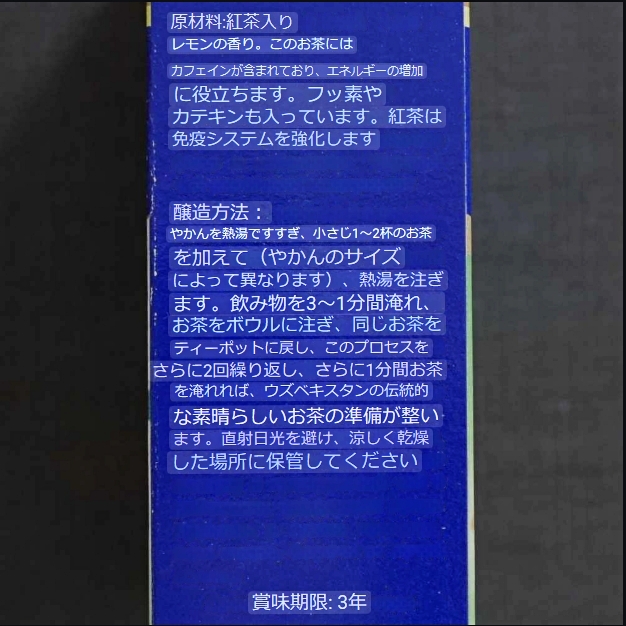 原材料:紅茶入り
レモンの香り。このお茶には
カフェインが含まれており、エネルギーの増加
に役立ちます。フッ素や
カテキンも入っています。紅茶は
免疫システムを強化します
醸造方法：
やかんを熱湯ですすぎ、小さじ1〜2杯のお茶
を加えて（やかんのサイズ
によって異なります）、熱湯を注ぎ
ます。飲み物を3〜1分間淹れ、
お茶をボウルに注ぎ、同じお茶を
ティーポットに戻し、このプロセスを
さらに2回繰り返し、さらに1分間お茶
を淹れれば、ウズベキスタンの伝統的
な素晴らしいお茶の準備が整い
ます。直射日光を避け、涼しく乾燥
した場所に保管してください
賞味期限: 3年